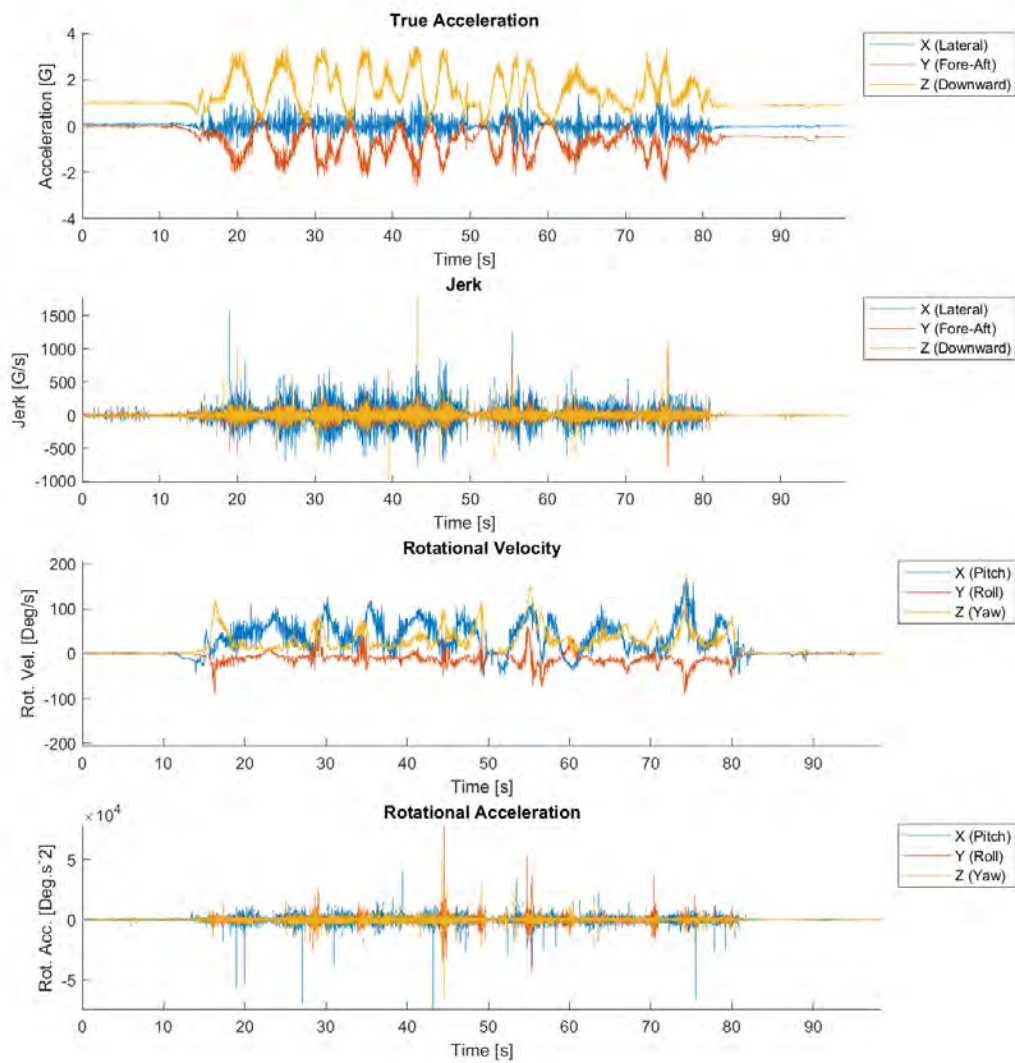 True Acceleration
4
2
0
-2
-4
Acceleration [G]
0 10 20 30 40 50 60 70 80 90
Time [s]
X (Lateral)
Y (Fore-Aft)
Z (Downward)
Jerk
1500
1000
500
0
-500
-1000
Jerk [G/s]
0 10 20 30 40 50 60 70 80 90
Time [s]
X (Lateral)
Y (Fore-Aft)
Z (Downward)
Rotational Velocity
200
100
0
-100
-200
Rot. Vel. [Deg/s]
0 10 20 30 40 50 60 70 80 90
Time [s]
X (Pitch)
Y (Roll)
Z (Yaw)
Rotational Acceleration
×10^4
5
0
-5
Rot. Acc. [Deg.s^2]
0 10 20 30 40 50 60 70 80 90
Time [s]
X (Pitch)
Y (Roll)
Z (Yaw)